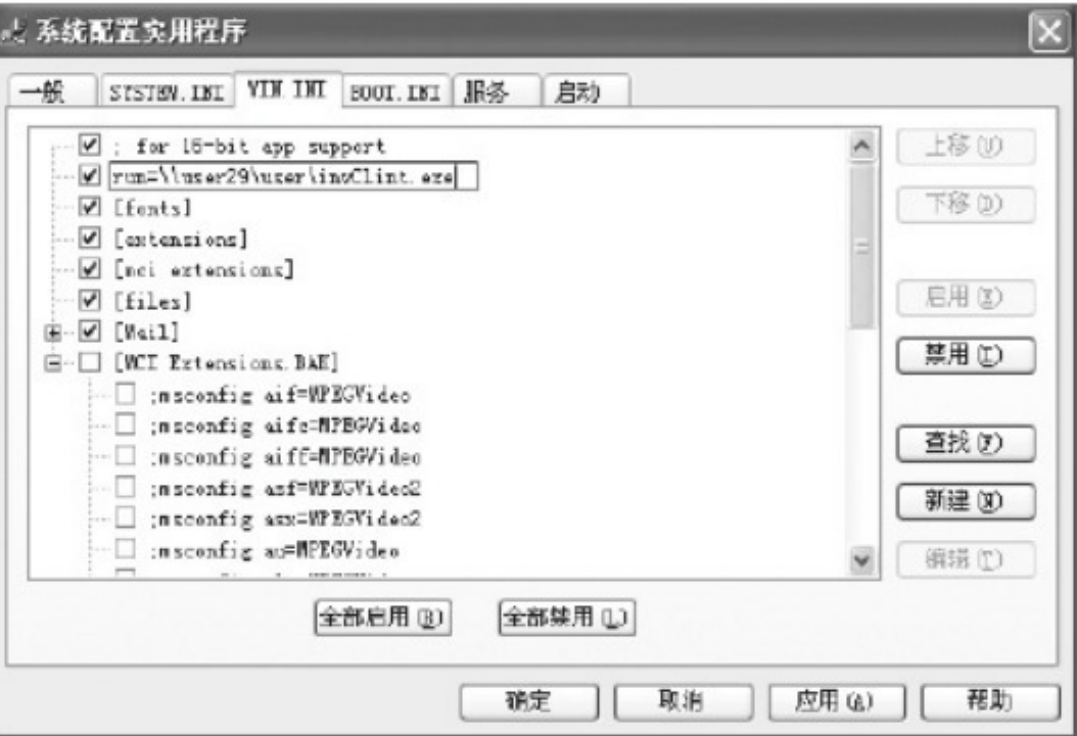 系统配置实用程序
一般 SYSTEM.INI WIN.INI BOOT.INI 服务 启动
; for 16-bit app support
run=\\user29\user\invClint.exe
[fonts]
[extensions]
[mci extensions]
[files]
[Mail]
[MCI Extensions.BAK]
;msconfig aif=MPEGVideo
;msconfig aifc=MPEGVideo
;msconfig aiff=MPEGVideo
;msconfig asf=MPEGVideo2
;msconfig asx=MPEGVideo2
;msconfig au=MPEGVideo
上移(U)
下移(D)
启用(E)
禁用(I)
查找(F)
新建(N)
编辑(T)
全部启用(B) 全部禁用(L)
确定 取消 应用(A) 帮助